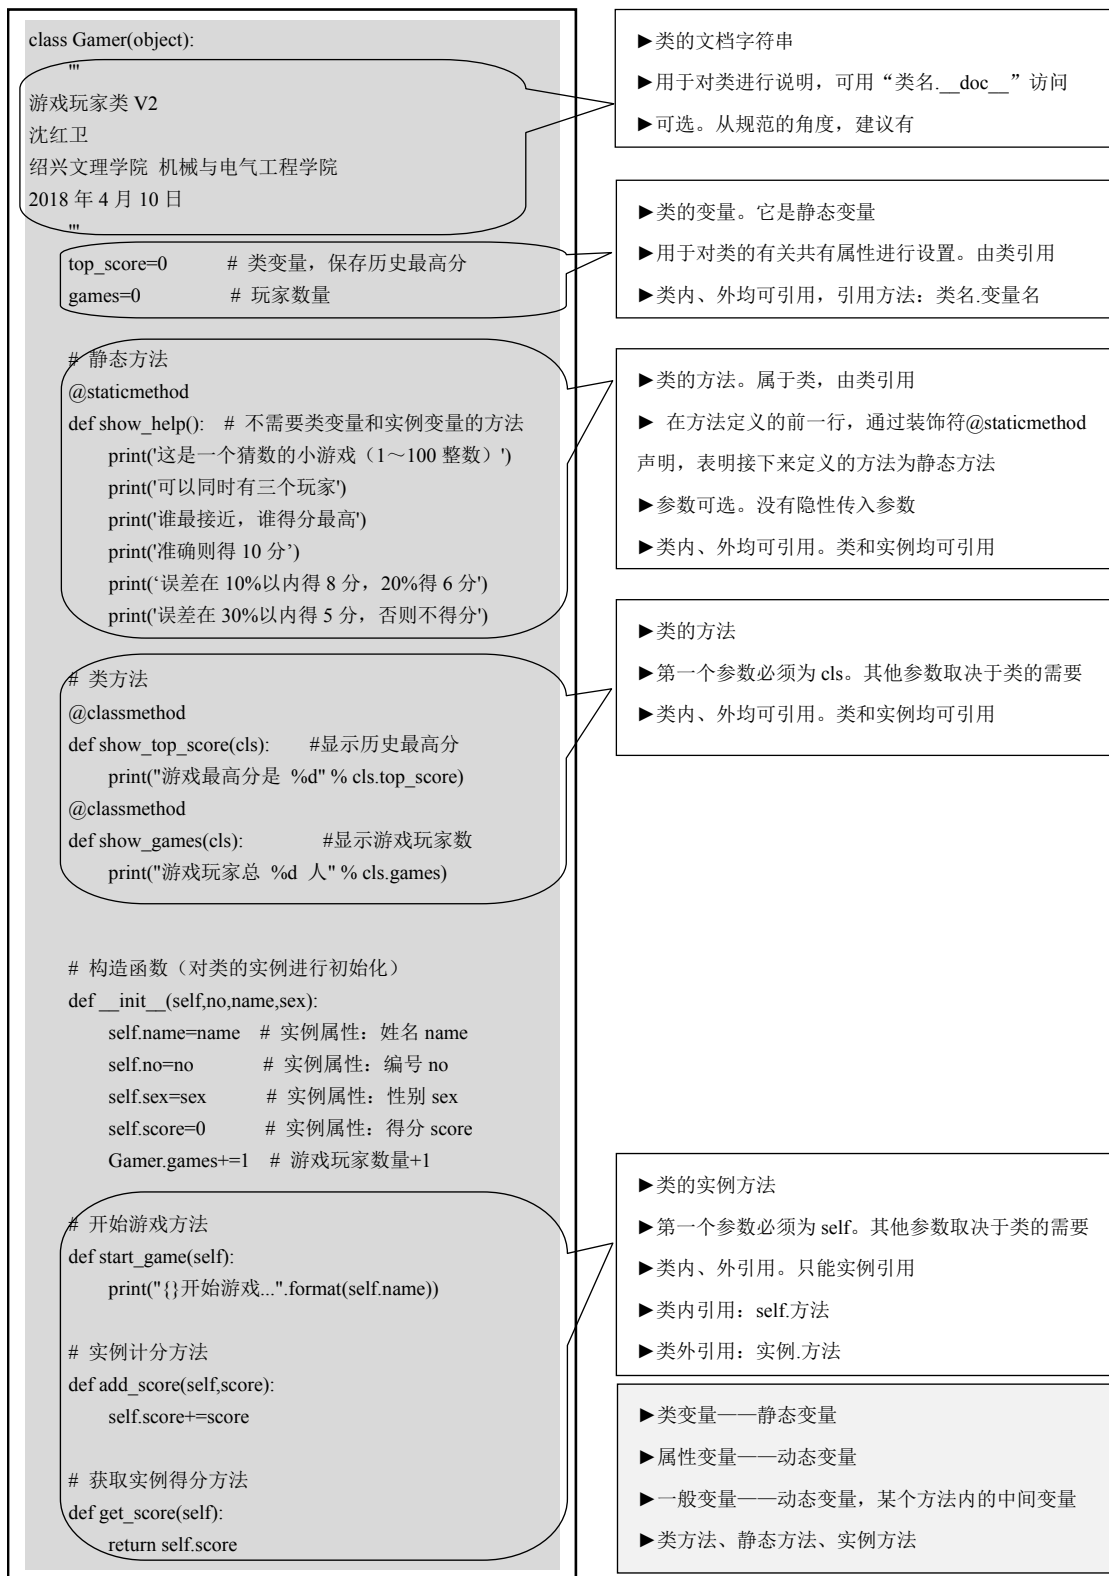 class Gamer(object):
'''
游戏玩家类 V2
沈红卫
绍兴文理学院 机械与电气工程学院
2018 年 4 月 10 日
'''
top_score=0 # 类变量，保存历史最高分
games=0 # 玩家数量
# 静态方法
@staticmethod
def show_help(): # 不需要类变量和实例变量的方法
print('这是一个猜数的小游戏（1～100 整数）')
print('可以同时有三个玩家')
print('谁最接近，谁得分最高')
print('准确则得 10 分’)
print(‘误差在 10%以内得 8 分，20%得 6 分')
print('误差在 30%以内得 5 分，否则不得分')
# 类方法
@classmethod
def show_top_score(cls): #显示历史最高分
print("游戏最高分是 %d" % cls.top_score)
@classmethod
def show_games(cls): #显示游戏玩家数
print("游戏玩家总 %d 人" % cls.games)
# 构造函数（对类的实例进行初始化）
def __init__(self,no,name,sex):
self.name=name # 实例属性：姓名 name
self.no=no # 实例属性：编号 no
self.sex=sex # 实例属性：性别 sex
self.score=0 # 实例属性：得分 score
Gamer.games+=1 # 游戏玩家数量+1
# 开始游戏方法
def start_game(self):
print("{}开始游戏...".format(self.name))
# 实例计分方法
def add_score(self,score):
self.score+=score
# 获取实例得分方法
def get_score(self):
return self.score
►类的文档字符串
►用于对类进行说明，可用“类名.__doc__”访问
►可选。从规范的角度，建议有
►类的变量。它是静态变量
►用于对类的有关共有属性进行设置。由类引用
►类内、外均可引用，引用方法：类名.变量名
►类的方法。属于类，由类引用
► 在方法定义的前一行，通过装饰符@staticmethod
声明，表明接下来定义的方法为静态方法
►参数可选。没有隐性传入参数
►类内、外均可引用。类和实例均可引用
►类的方法
►第一个参数必须为 cls。其他参数取决于类的需要
►类内、外均可引用。类和实例均可引用
►类的实例方法
►第一个参数必须为 self。其他参数取决于类的需要
►类内、外引用。只能实例引用
►类内引用：self.方法
►类外引用：实例.方法
►类变量——静态变量
►属性变量——动态变量
►一般变量——动态变量，某个方法内的中间变量
►类方法、静态方法、实例方法